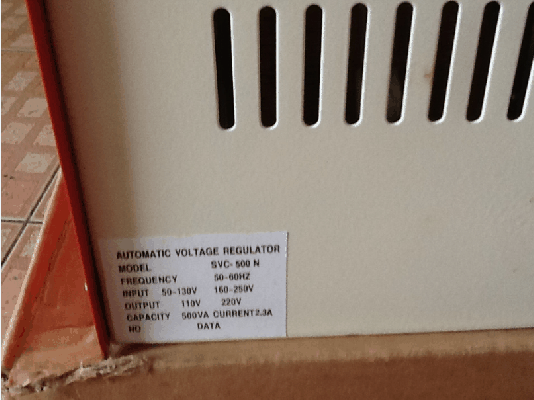 AUTOMATIC VOLTAGE REGULATOR
MODEL SVC-500 N
FREQUENCY 50-60HZ
INPUT 50-130V 160-250V
OUTPUT 110V 220V
CAPACITY 500VA CURRENT2.3A
NO DATA